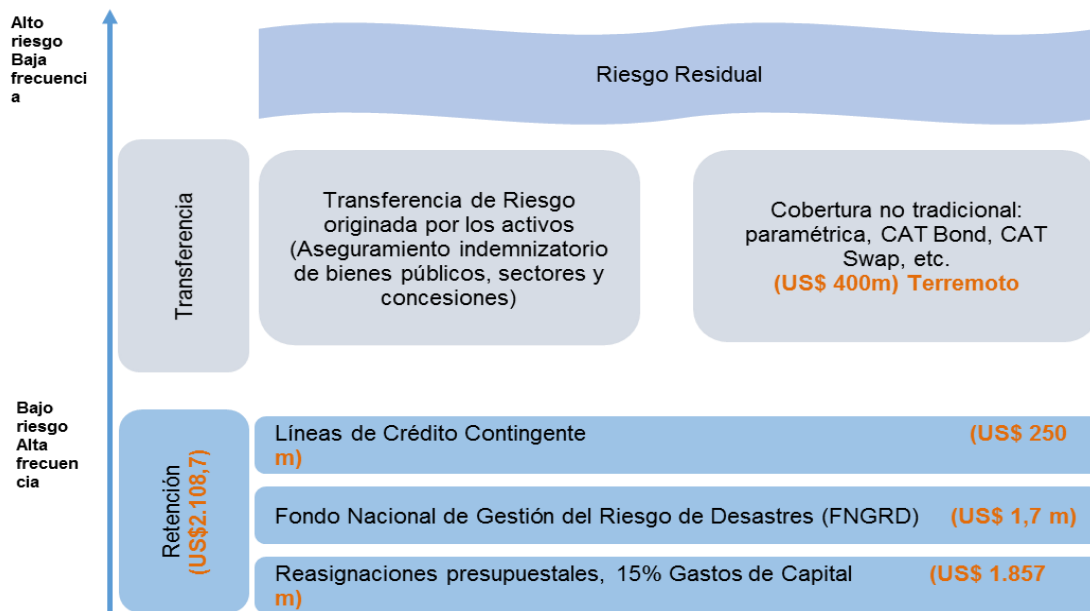 Alto
riesgo
Baja
frecuenci
a
Riesgo Residual
Transferencia
Transferencia de Riesgo
originada por los activos
(Aseguramiento indemnizatorio
de bienes públicos, sectores y
concesiones)
Cobertura no tradicional:
paramétrica, CAT Bond, CAT
Swap, etc.
(US$ 400m) Terremoto
Bajo
riesgo
Alta
frecuen
cia
Retención
(US$2.108,7)
Líneas de Crédito Contingente (US$ 250
m)
Fondo Nacional de Gestión del Riesgo de Desastres (FNGRD) (US$ 1,7 m)
Reasignaciones presupuestales, 15% Gastos de Capital (US$ 1.857
m)